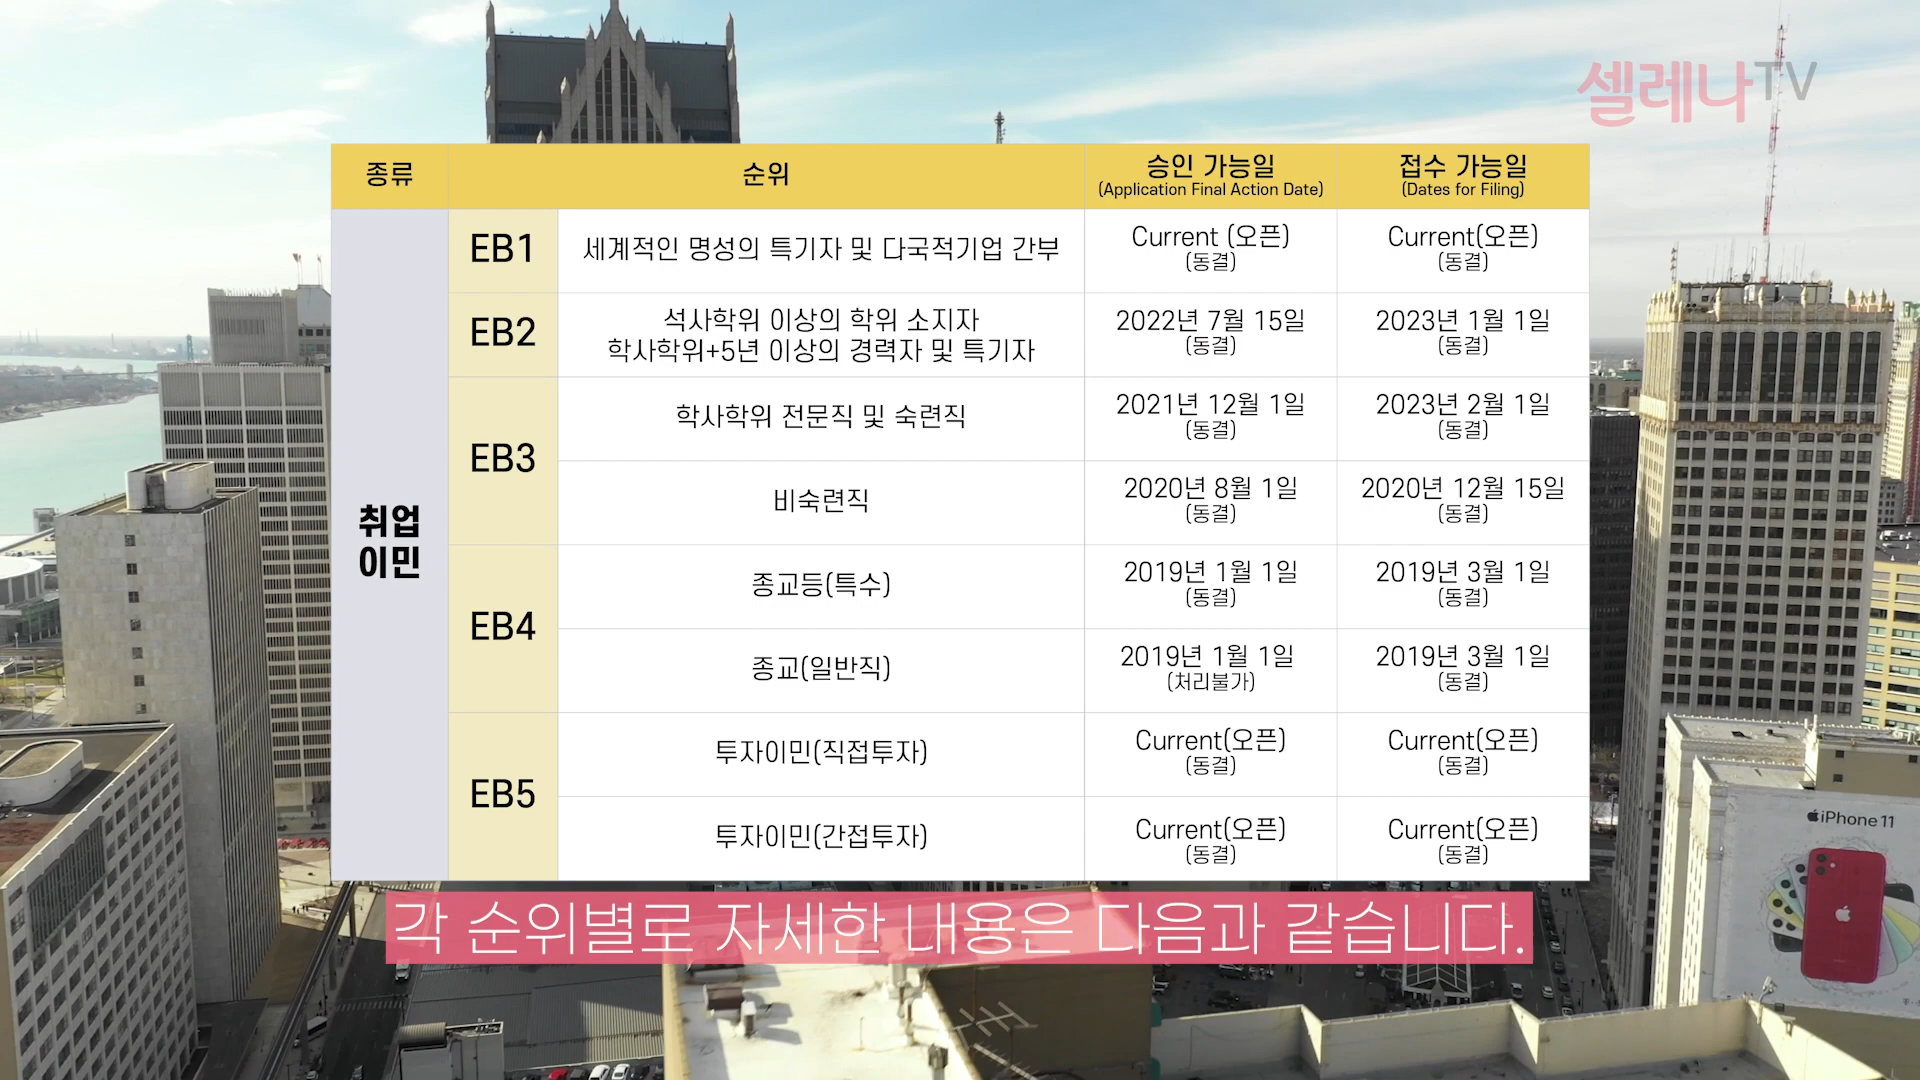 셀레나TV
종류
순위
승인 가능일
(Application Final Action Date)
접수 가능일
(Dates for Filing)
취업
이민
EB1
세계적인 명성의 특기자 및 다국적기업 간부
Current (오픈)
(동결)
Current(오픈)
(동결)
EB2
석사학위 이상의 학위 소지자
학사학위+5년 이상의 경력자 및 특기자
2022년 7월 15일
(동결)
2023년 1월 1일
(동결)
EB3
학사학위 전문직 및 숙련직
2021년 12월 1일
(동결)
2023년 2월 1일
(동결)
비숙련직
2020년 8월 1일
(동결)
2020년 12월 15일
(동결)
EB4
종교등(특수)
2019년 1월 1일
(동결)
2019년 3월 1일
(동결)
종교(일반직)
2019년 1월 1일
(처리불가)
2019년 3월 1일
(동결)
EB5
투자이민(직접투자)
Current(오픈)
(동결)
Current(오픈)
(동결)
투자이민(간접투자)
Current(오픈)
(동결)
Current(오픈)
(동결)
iPhone 11
각 순위별로 자세한 내용은 다음과 같습니다.